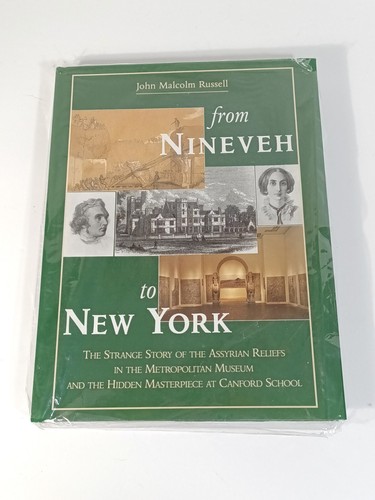 John Malcolm Russell
from
NINEVEH
to
NEW YORK
THE STRANGE STORY OF THE ASSYRIAN RELIEFS
IN THE METROPOLITAN MUSEUM
AND THE HIDDEN MASTERPIECE AT CANFORD SCHOOL